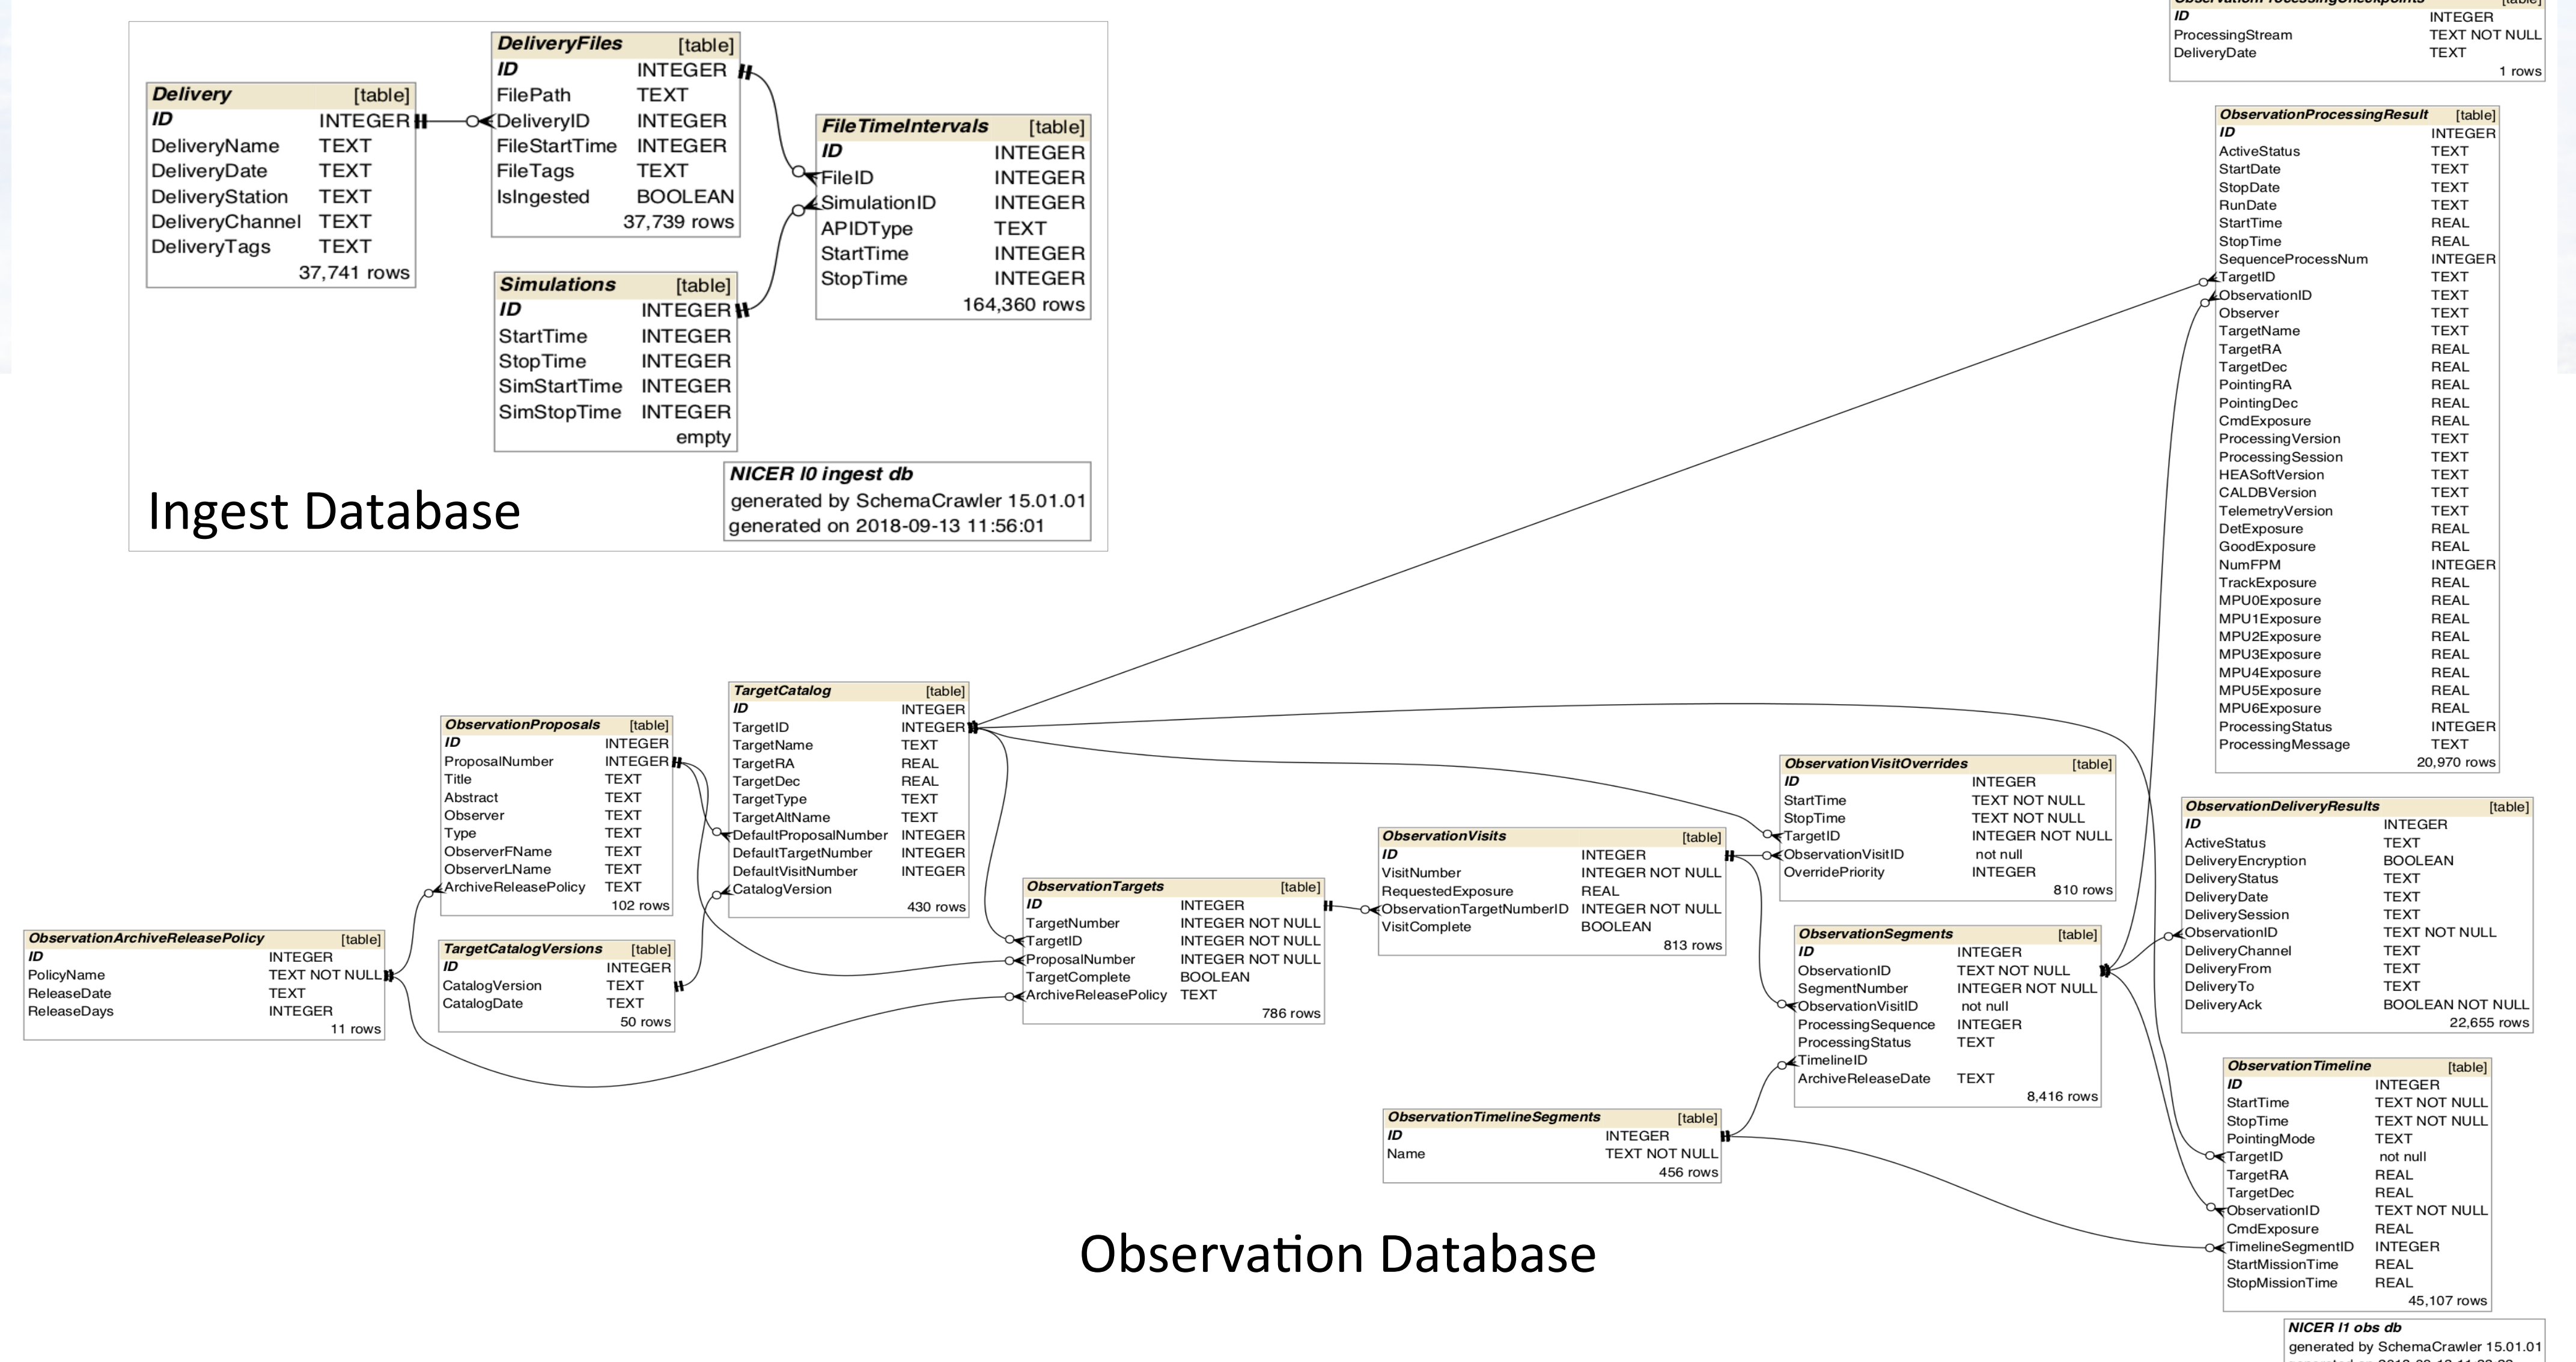 Delivery [table]
ID INTEGER
DeliveryName TEXT
DeliveryDate TEXT
DeliveryStation TEXT
DeliveryChannel TEXT
DeliveryTags TEXT
37,741 rows
DeliveryFiles [table]
ID INTEGER
FilePath TEXT
DeliveryID INTEGER
FileStartTime INTEGER
FileTags TEXT
IsIngested BOOLEAN
37,739 rows
FileTimeIntervals [table]
ID INTEGER
FileID INTEGER
SimulationID INTEGER
APIDType TEXT
StartTime INTEGER
StopTime INTEGER
164,360 rows
Simulations [table]
ID INTEGER
StartTime INTEGER
StopTime INTEGER
SimStartTime INTEGER
SimStopTime INTEGER
empty
NICER l0 ingest db
generated by SchemaCrawler 15.01.01
generated on 2018-09-13 11:56:01
Ingest Database
ObservationProcessingCheckpoints [table]
ID INTEGER
ProcessingStream TEXT NOT NULL
DeliveryDate TEXT
1 rows
ObservationProcessingResult [table]
ID INTEGER
ActiveStatus TEXT
StartDate TEXT
StopDate TEXT
RunDate TEXT
StartTime REAL
StopTime REAL
SequenceProcessNum INTEGER
TargetID TEXT
ObservationID TEXT
Observer TEXT
TargetName TEXT
TargetRA REAL
TargetDec REAL
PointingRA REAL
PointingDec REAL
CmdExposure REAL
ProcessingVersion TEXT
ProcessingSession TEXT
HEASoftVersion TEXT
CALDBVersion TEXT
TelemetryVersion TEXT
DetExposure REAL
GoodExposure REAL
NumFPM INTEGER
TrackExposure REAL
MPU0Exposure REAL
MPU1Exposure REAL
MPU2Exposure REAL
MPU3Exposure REAL
MPU4Exposure REAL
MPU5Exposure REAL
MPU6Exposure REAL
ProcessingStatus INTEGER
ProcessingMessage TEXT
20,970 rows
ObservationArchiveReleasePolicy [table]
ID INTEGER
PolicyName TEXT NOT NULL
ReleaseDate TEXT
ReleaseDays INTEGER
11 rows
ObservationProposals [table]
ID INTEGER
ProposalNumber INTEGER
Title TEXT
Abstract TEXT
Observer TEXT
Type TEXT
ObserverFName TEXT
ObserverLName TEXT
ArchiveReleasePolicy TEXT
102 rows
TargetCatalogVersions [table]
ID INTEGER
CatalogVersion TEXT
CatalogDate TEXT
50 rows
TargetCatalog [table]
ID INTEGER
TargetID INTEGER
TargetName TEXT
TargetRA REAL
TargetDec REAL
TargetType TEXT
TargetAltName TEXT
DefaultProposalNumber INTEGER
DefaultTargetNumber INTEGER
DefaultVisitNumber INTEGER
CatalogVersion
430 rows
ObservationTargets [table]
ID INTEGER
TargetNumber INTEGER NOT NULL
TargetID INTEGER NOT NULL
ProposalNumber INTEGER NOT NULL
TargetComplete BOOLEAN
ArchiveReleasePolicy TEXT
786 rows
ObservationVisits [table]
ID INTEGER
VisitNumber INTEGER NOT NULL
RequestedExposure REAL
ObservationTargetNumberID INTEGER NOT NULL
VisitComplete BOOLEAN
813 rows
ObservationVisitOverrides [table]
ID INTEGER
StartTime TEXT NOT NULL
StopTime TEXT NOT NULL
TargetID INTEGER NOT NULL
ObservationVisitID not null
OverridePriority INTEGER
810 rows
ObservationSegments [table]
ID INTEGER
ObservationID TEXT NOT NULL
SegmentNumber INTEGER NOT NULL
ObservationVisitID not null
ProcessingSequence INTEGER
ProcessingStatus TEXT
TimelineID
ArchiveReleaseDate TEXT
8,416 rows
ObservationTimelineSegments [table]
ID INTEGER
Name TEXT NOT NULL
456 rows
ObservationDeliveryResults [table]
ID INTEGER
ActiveStatus TEXT
DeliveryEncryption BOOLEAN
DeliveryStatus TEXT
DeliveryDate TEXT
DeliverySession TEXT
ObservationID TEXT NOT NULL
DeliveryChannel TEXT
DeliveryFrom TEXT
DeliveryTo TEXT
DeliveryAck BOOLEAN NOT NULL
22,655 rows
ObservationTimeline [table]
ID INTEGER
StartTime TEXT NOT NULL
StopTime TEXT NOT NULL
PointingMode TEXT
TargetID not null
TargetRA REAL
TargetDec REAL
ObservationID TEXT NOT NULL
CmdExposure REAL
TimelineSegmentID INTEGER
StartMissionTime REAL
StopMissionTime REAL
45,107 rows
Observation Database
NICER l1 obs db
generated by SchemaCrawler 15.01.01